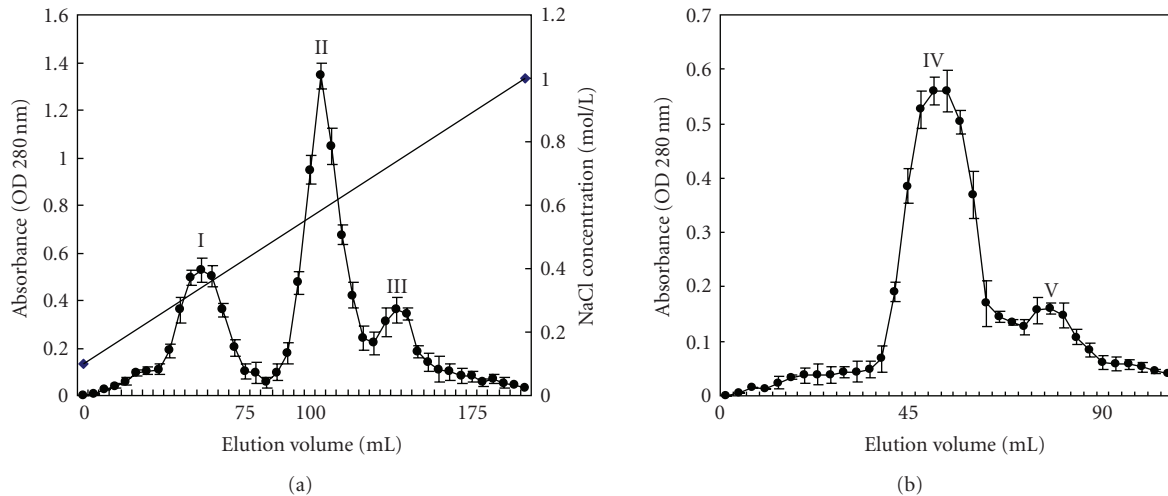 1.6
1.4
1.2
1
0.8
0.6
0.4
0.2
0
Absorbance (OD 280 nm)
I
II
III
1.2
1
0.8
0.6
0.4
0.2
0
NaCl concentration (mol/L)
0 75 100 175
Elution volume (mL)
(a)
0.7
0.6
0.5
0.4
0.3
0.2
0.1
0
Absorbance (OD 280 nm)
IV
V
0 45 90
Elution volume (mL)
(b)